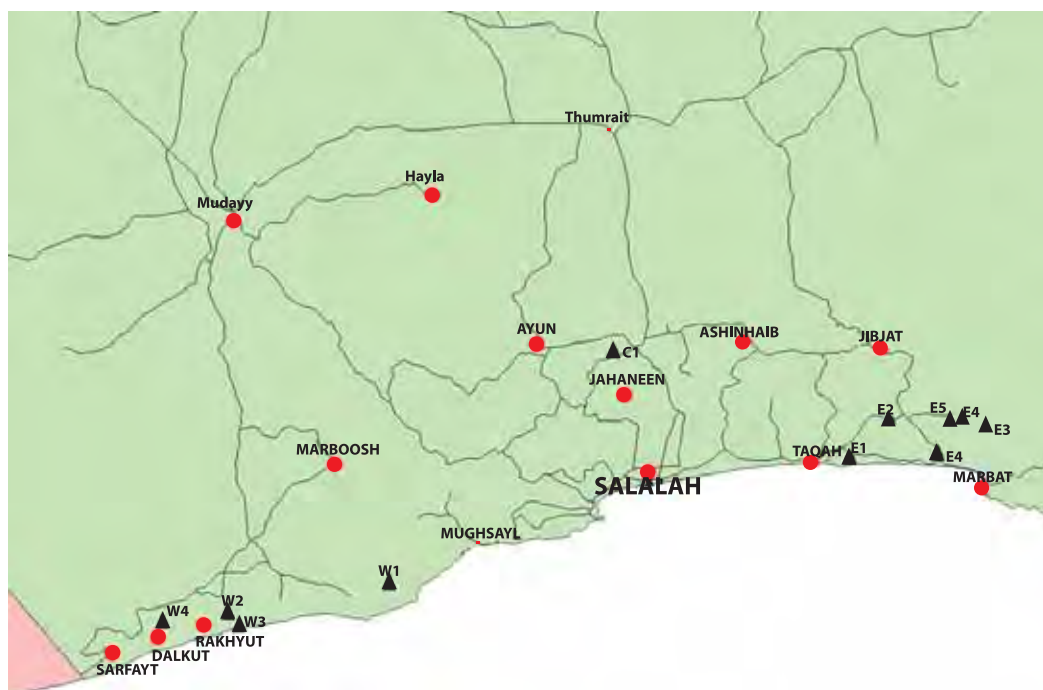 Thumrait
Hayla
Mudayy
AYUN
ASHINHAIB
JIBJAT
C1
JAHANEEN
E2
E5
E4
E3
MARBOOSH
TAQAH
E1
E4
MARBAT
SALALAH
MUGHSAYL
W1
W2
W4
W3
RAKHYUT
DALKUT
SARFAYT